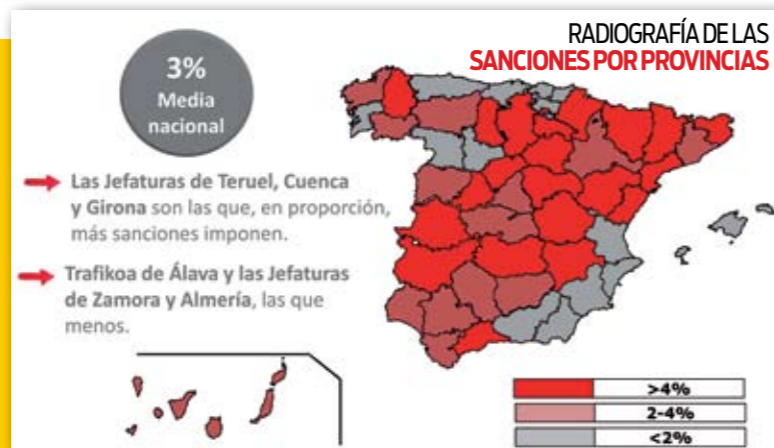 RADIOGRAFÍA DE LAS
SANCIONES POR PROVINCIAS
3%
Media
nacional
Las Jefaturas de Teruel, Cuenca
y Girona son las que, en proporción,
más sanciones imponen.
Trafikoa de Álava y las Jefaturas
de Zamora y Almería, las que
menos.
>4%
2-4%
<2%